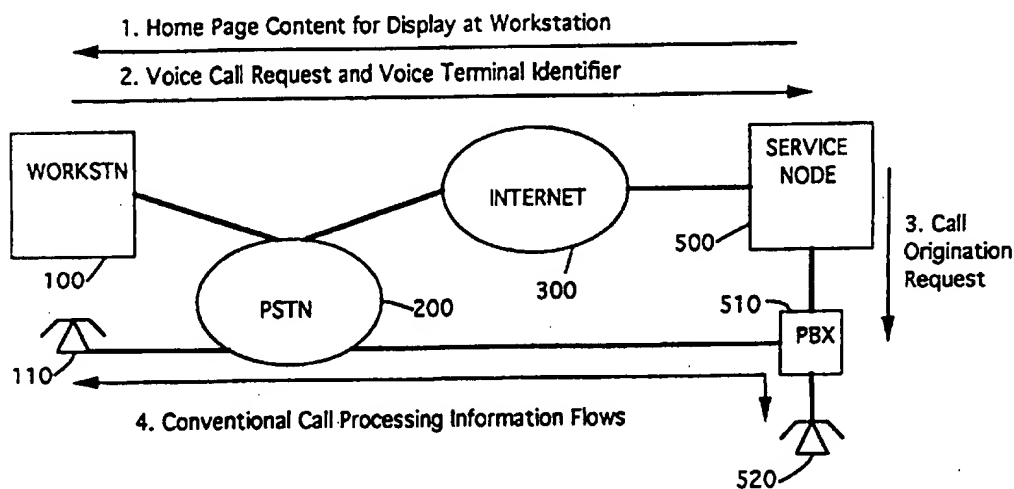 1. Home Page Content for Display at Workstation
2. Voice Call Request and Voice Terminal Identifier
WORKSTN
INTERNET
SERVICE
NODE
3. Call
Origination
Request
100
PSTN
200
300
500
510
PBX
110
4. Conventional Call Processing Information Flows
520